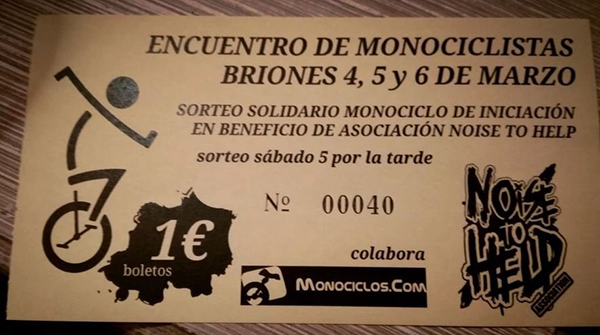 ENCUENTRO DE MONOCICLISTAS
BRIONES 4, 5 y 6 DE MARZO
SORTEO SOLIDARIO MONOCICLO DE INICIACIÓN
EN BENEFICIO DE ASOCIACIÓN NOISE TO HELP
sorteo sábado 5 por la tarde
Nº 00040
1€
boletos
colabora
MONOCICLOS.COM
NOISE
TO
HELP
ASSOCIATION